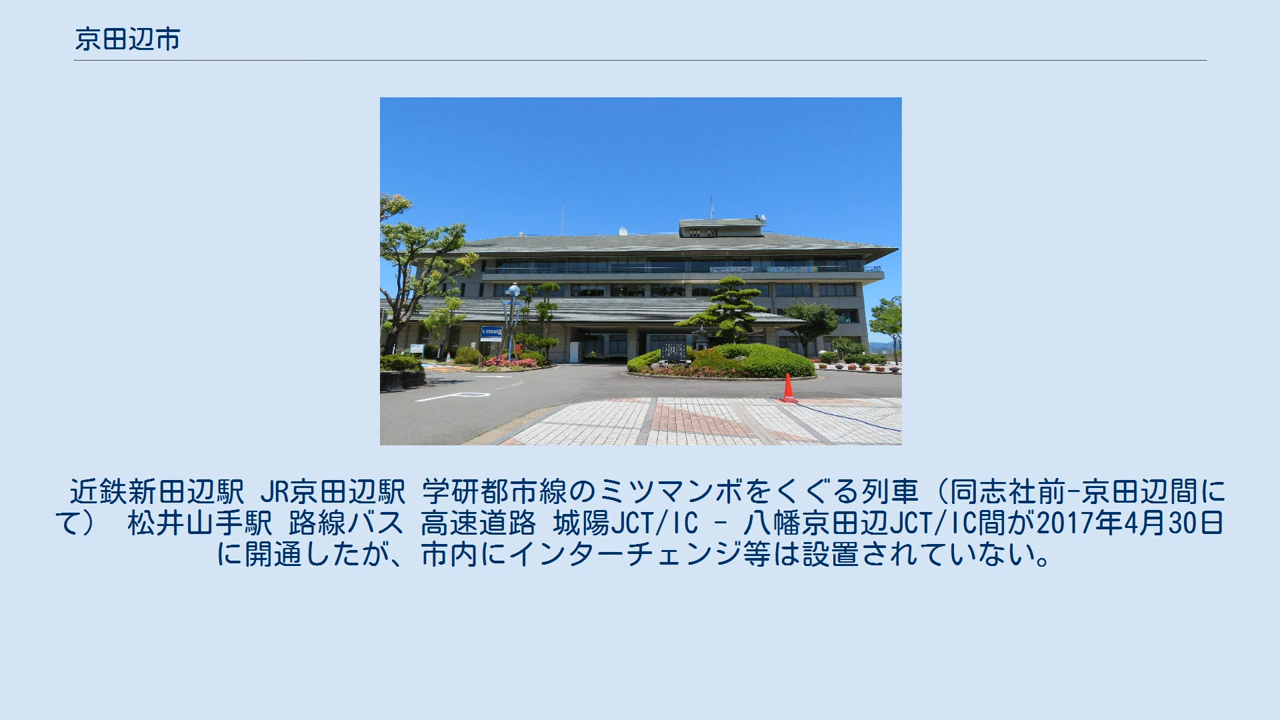 京田辺市
近鉄新田辺駅 JR京田辺駅 学研都市線のミツマンボをくぐる列車（同志社前-京田辺間に
て） 松井山手駅 路線バス 高速道路 城陽JCT/IC - 八幡京田辺JCT/IC間が2017年4月30日
に開通したが、市内にインターチェンジ等は設置されていない。